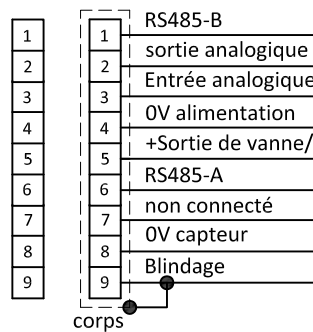 1 1 RS485-B
2 2 sortie analogique
3 3 Entrée analogique
4 4 0V alimentation
5 5 +Sortie de vanne/
6 6 RS485-A
7 7 non connecté
8 8 0V capteur
9 9 Blindage
corps